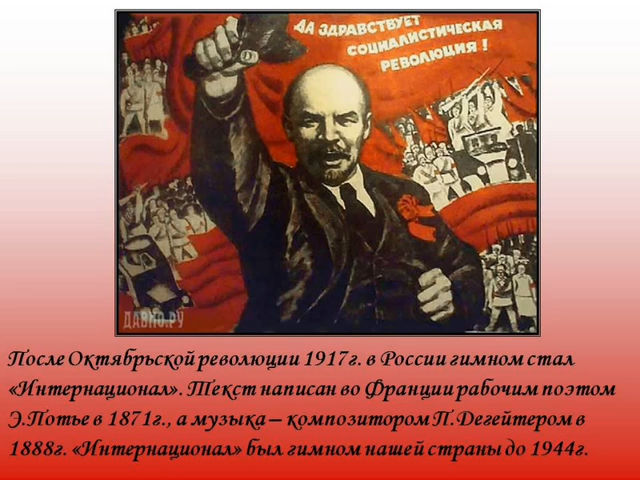 ДА ЗДРАВСТВУЕТ
СОЦИАЛИСТИЧЕСКАЯ
РЕВОЛЮЦИЯ!
ДАВНО.РУ
После Октябрьской революции 1917г. в России гимном стал
«Интернационал». Текст написан во Франции рабочим поэтом
Э.Потье в 1871г., а музыка – композитором П.Дегейтером в
1888г. «Интернационал» был гимном нашей страны до 1944г.